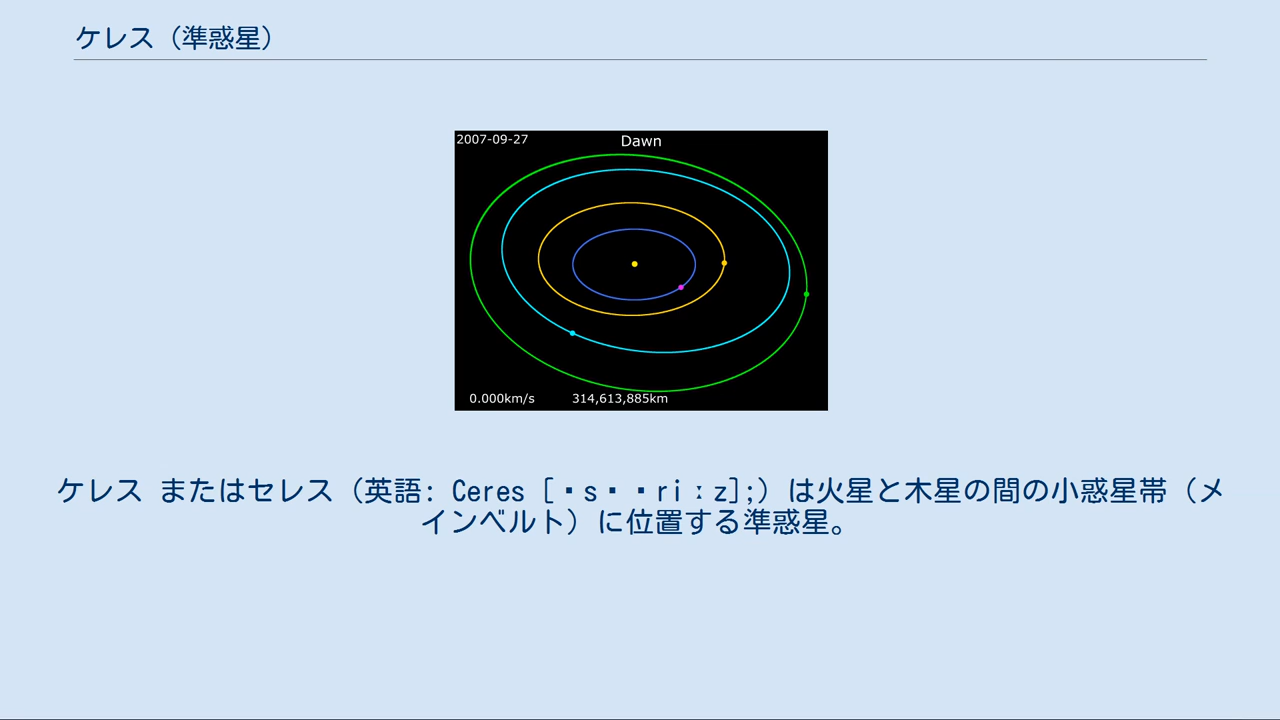 ケレス（準惑星）
2007-09-27
Dawn
0.000km/s 314,613,885km
ケレス またはセレス（英語: Ceres [▪s▪▪riːz];）は火星と木星の間の小惑星帯（メ
インベルト）に位置する準惑星。